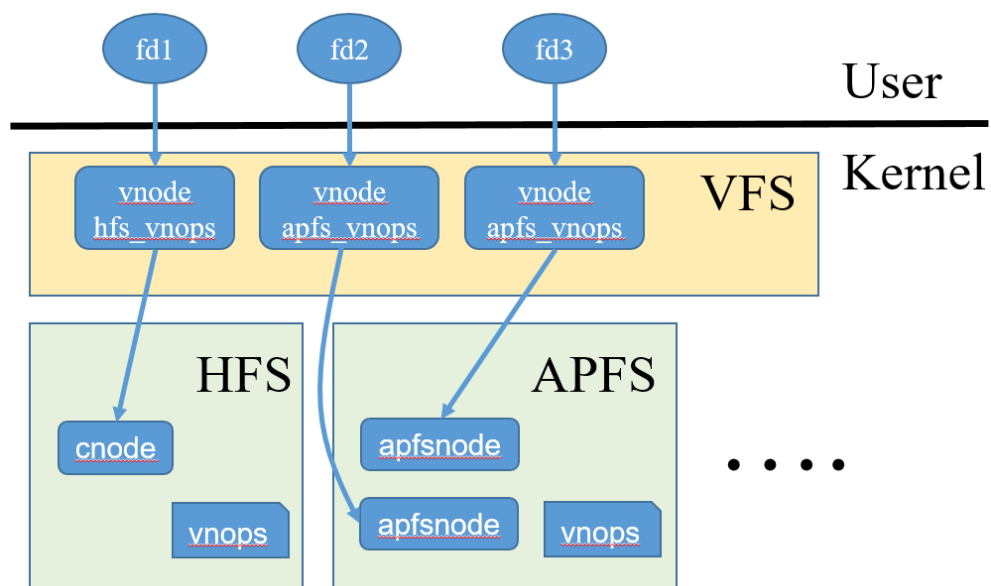 fd1
fd2
fd3
User
Kernel
VFS
vnode
hfs_vnops
vnode
apfs_vnops
vnode
apfs_vnops
HFS
cnode
vnops
APFS
apfsnode
apfsnode
vnops
. . . .